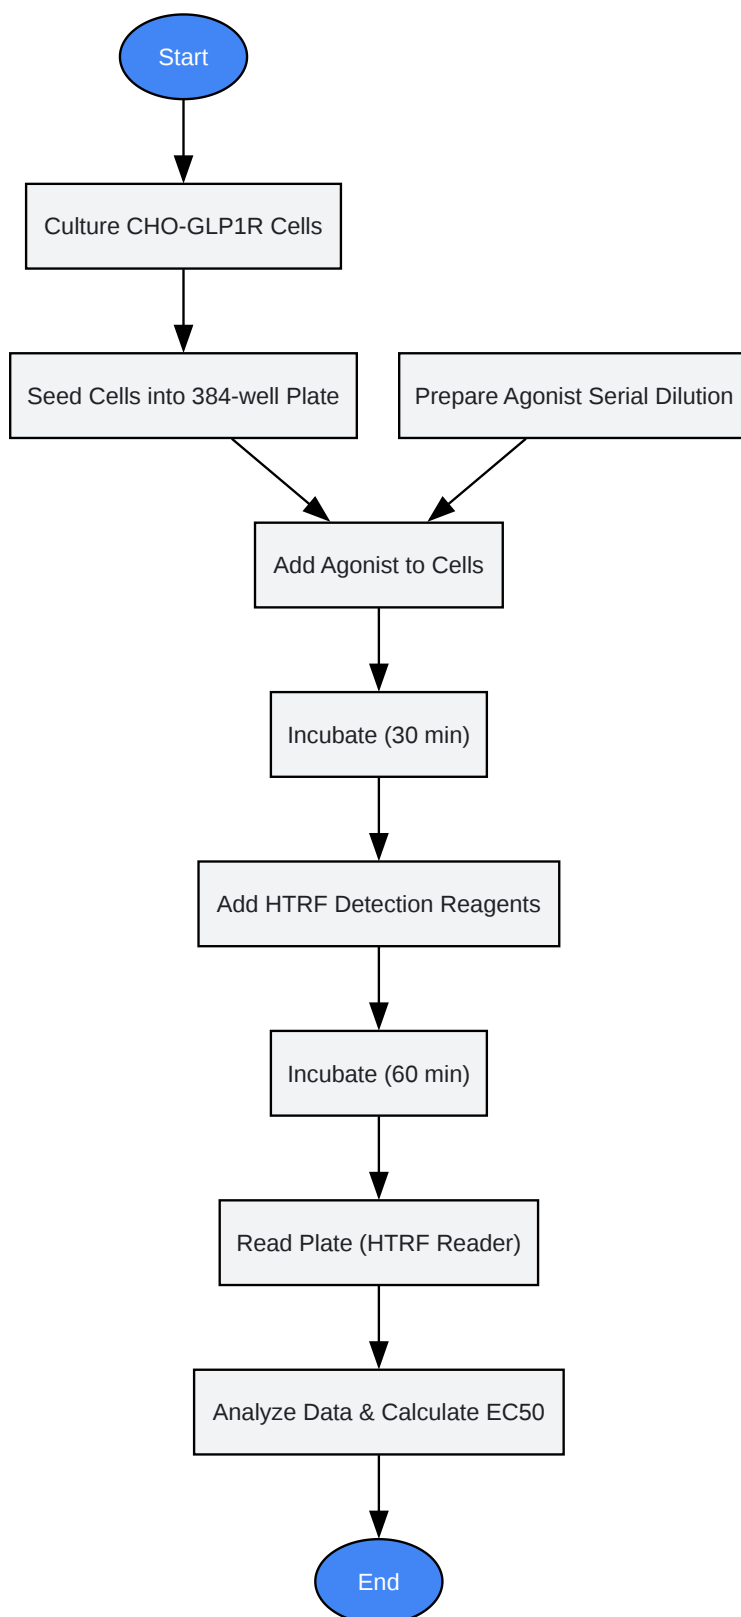 Start
Culture CHO-GLP1R Cells
Seed Cells into 384-well Plate
Prepare Agonist Serial Dilution
Add Agonist to Cells
Incubate (30 min)
Add HTRF Detection Reagents
Incubate (60 min)
Read Plate (HTRF Reader)
Analyze Data & Calculate EC50
End